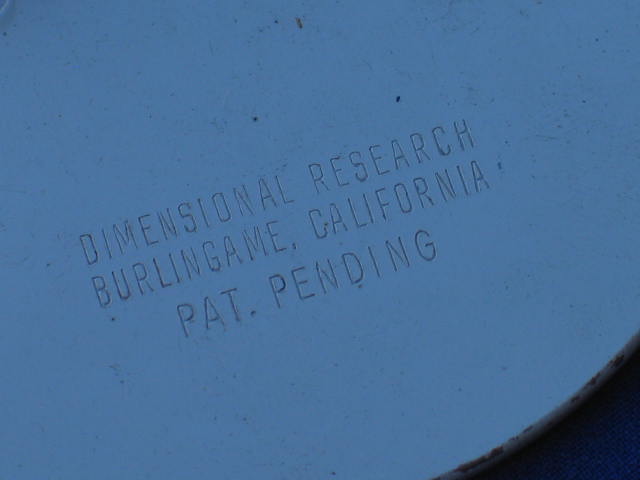 DIMENSIONAL RESEARCH
BURLINGAME, CALIFORNIA
PAT. PENDING